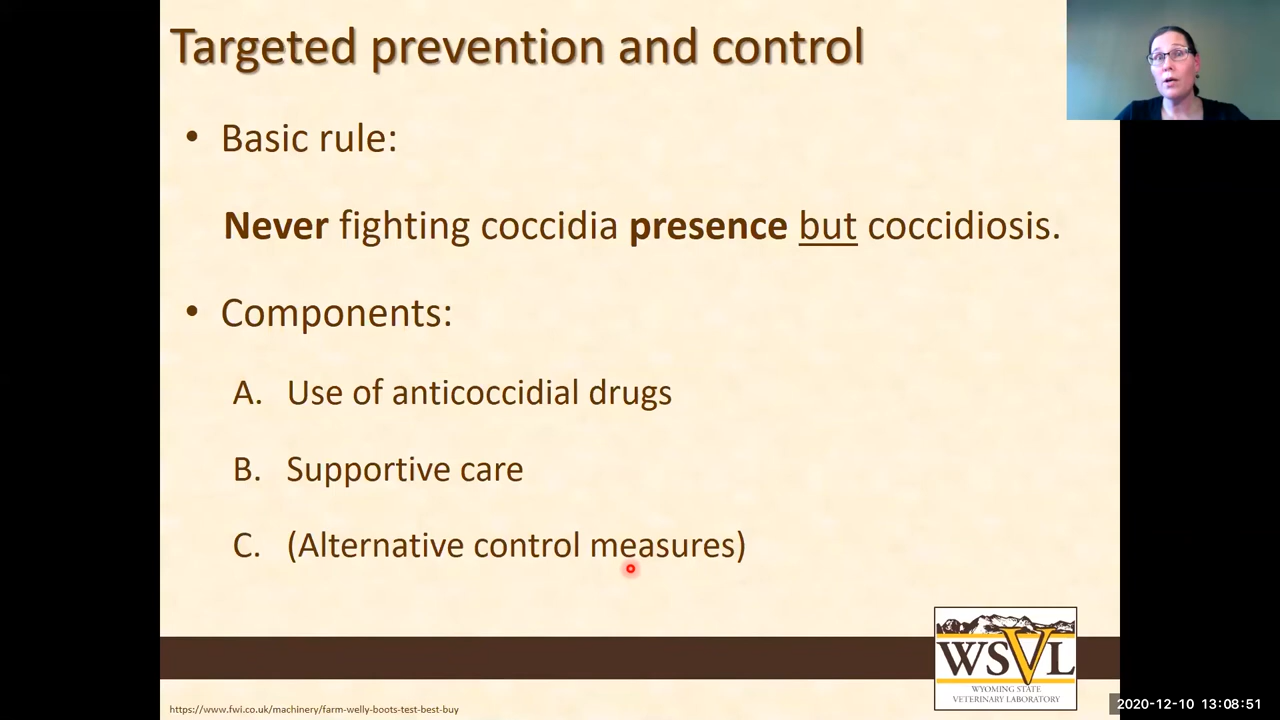 Targeted prevention and control
• Basic rule:
Never fighting coccidia presence but coccidiosis.
• Components:
A. Use of anticoccidial drugs
B. Supportive care
C. (Alternative control measures)
WSVL
WYOMING STATE
VETERINARY LABORATORY
https://www.fwi.co.uk/machinery/farm-welly-boots-test-best-buy
2020-12-10 13:08:51